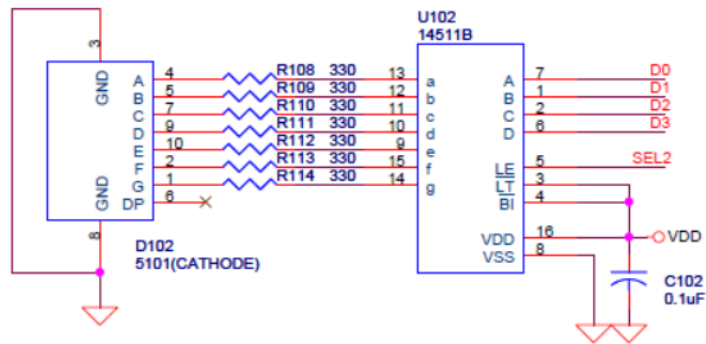 U102
14511B
3
GND
A 4 R108 330 13 a A 7 D0
B 5 R109 330 12 b B 1 D1
C 7 R110 330 11 c C 2 D2
D 9 R111 330 10 d D 6 D3
E 10 R112 330 9 e LE 5 SEL2
F 2 R113 330 15 f LT 3
G 1 R114 330 14 g BI 4
DP 6
GND
8
VDD 16 VDD
VSS 8
D102
5101(CATHODE)
C102
0.1uF